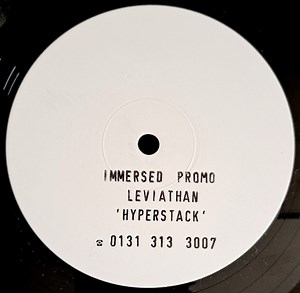 IMMERSED PROMO
LEVIATHAN
'HYPERSTACK'
☎ 0131 313 3007